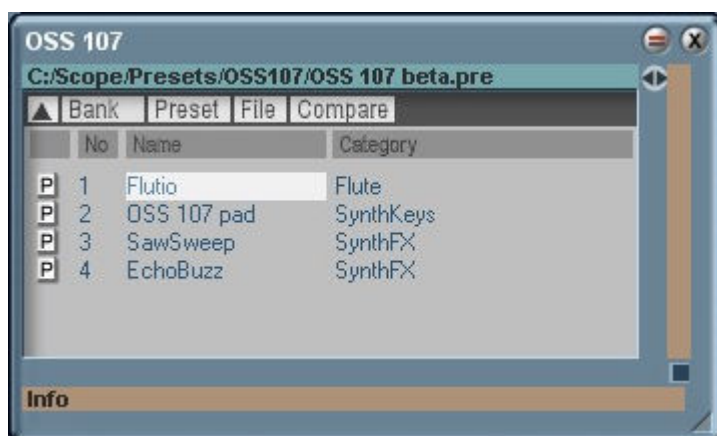 OSS 107
C:/Scope/Presets/OSS107/OSS 107 beta.pre
Bank Preset File Compare
No Name Category
P 1 Flutio Flute
P 2 OSS 107 pad SynthKeys
P 3 SawSweep SynthFX
P 4 EchoBuzz SynthFX
Info